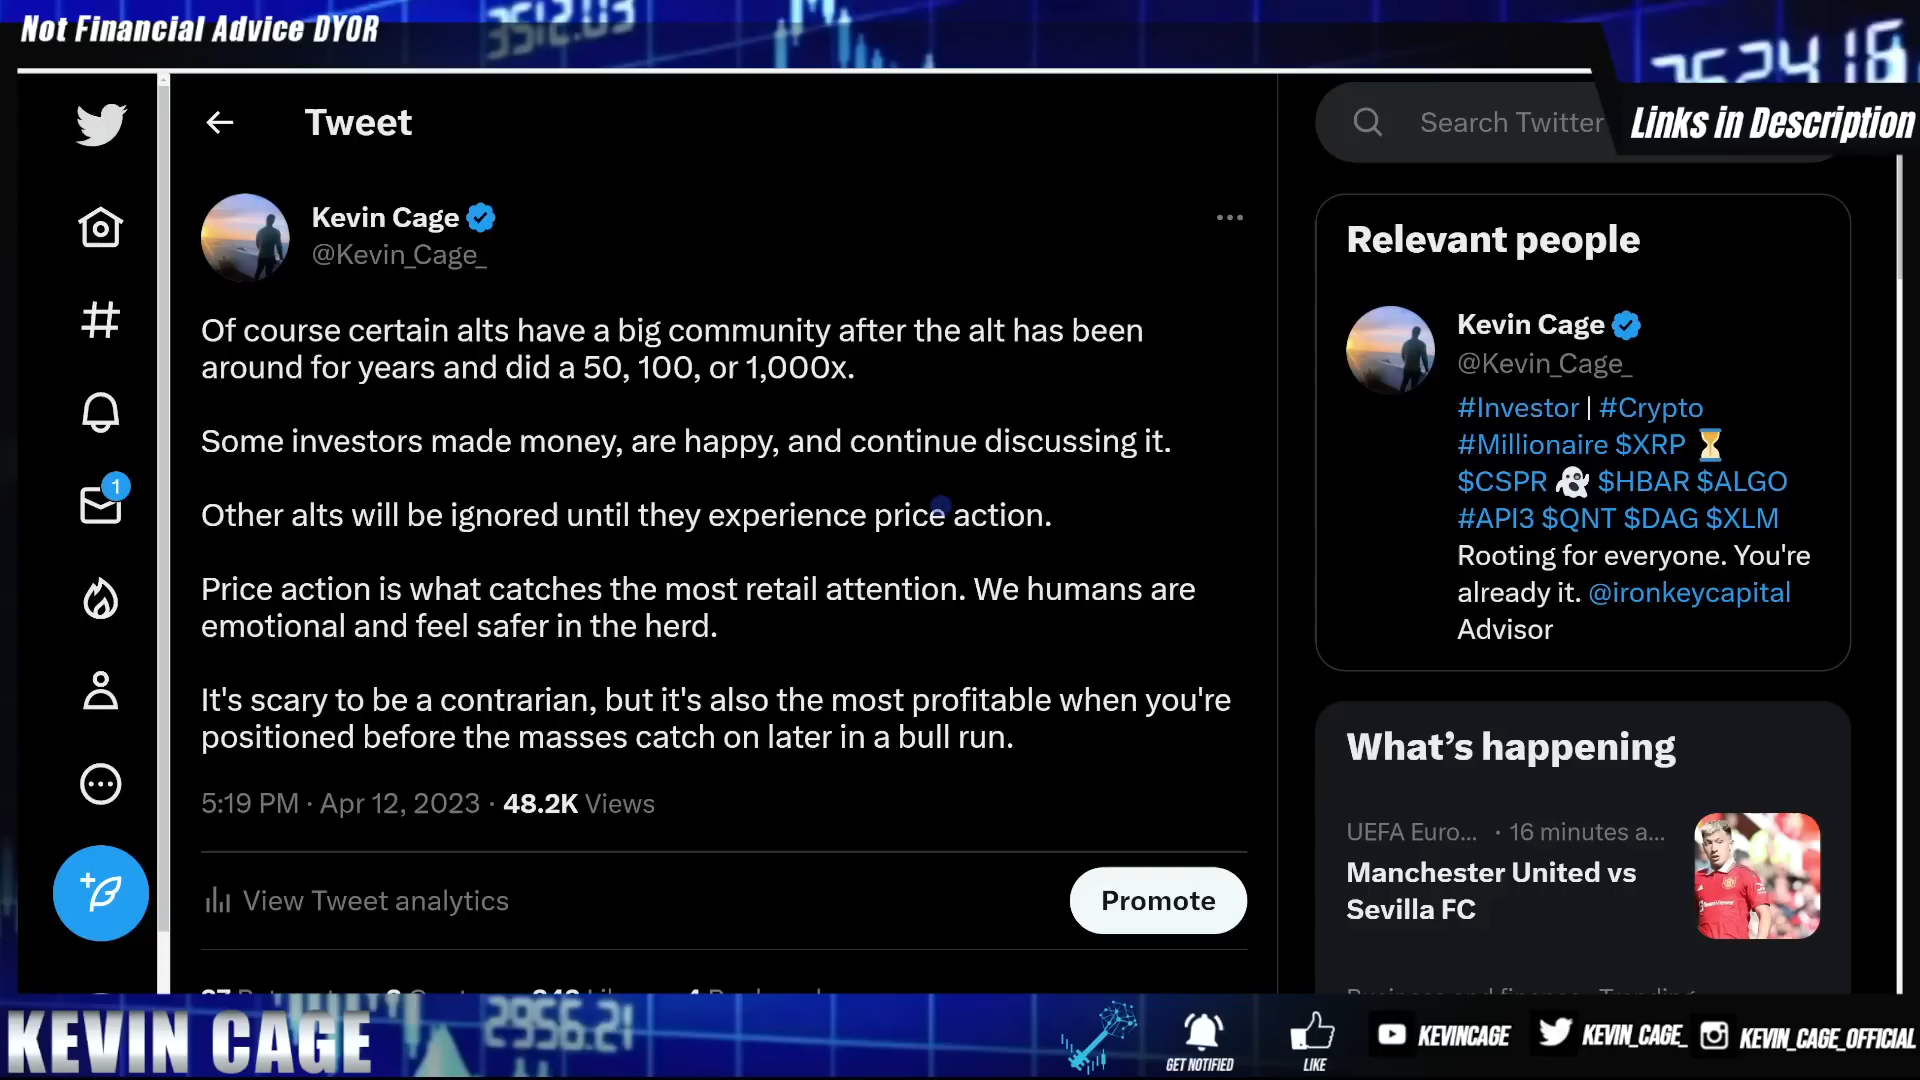 Not Financial Advice DYOR
3512.03
Links in Description
Tweet
Search Twitter
Kevin Cage
@Kevin_Cage_
Of course certain alts have a big community after the alt has been
around for years and did a 50, 100, or 1,000x.
Some investors made money, are happy, and continue discussing it.
Other alts will be ignored until they experience price action.
Price action is what catches the most retail attention. We humans are
emotional and feel safer in the herd.
It's scary to be a contrarian, but it's also the most profitable when you're
positioned before the masses catch on later in a bull run.
5:19 PM · Apr 12, 2023 · 48.2K Views
View Tweet analytics
Promote
1
Relevant people
Kevin Cage
@Kevin_Cage_
#Investor | #Crypto
#Millionaire $XRP ⏳
$CSPR 👻 $HBAR $ALGO
#API3 $QNT $DAG $XLM
Rooting for everyone. You're
already it. @ironkeycapital
Advisor
What's happening
UEFA Euro... · 16 minutes a...
Manchester United vs
Sevilla FC
KEVIN CAGE
2956.21
GET NOTIFIED
LIKE
KEVINCAGE
KEVIN_CAGE_
KEVIN_CAGE_OFFICIAL